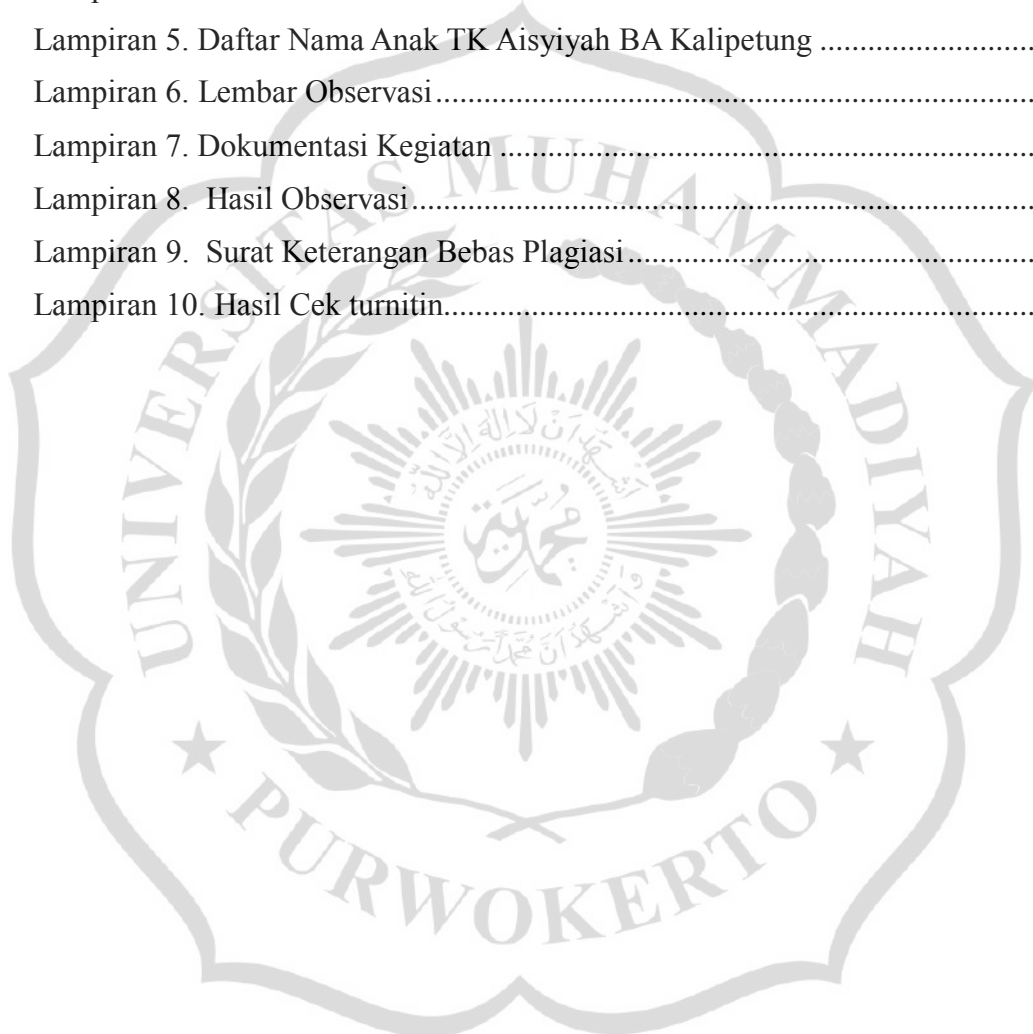 Lampiran 5. Daftar Nama Anak TK Aisyiyah BA Kalipetung ......................
Lampiran 6. Lembar Observasi..............................................................
Lampiran 7. Dokumentasi Kegiatan .......................................................
Lampiran 8.  Hasil Observasi................................................................
Lampiran 9.  Surat Keterangan Bebas Plagiasi..........................................
Lampiran 10. Hasil Cek turnitin.............................................................
UNIVERSITAS MUHAMMADIYAH
PURWOKERTO